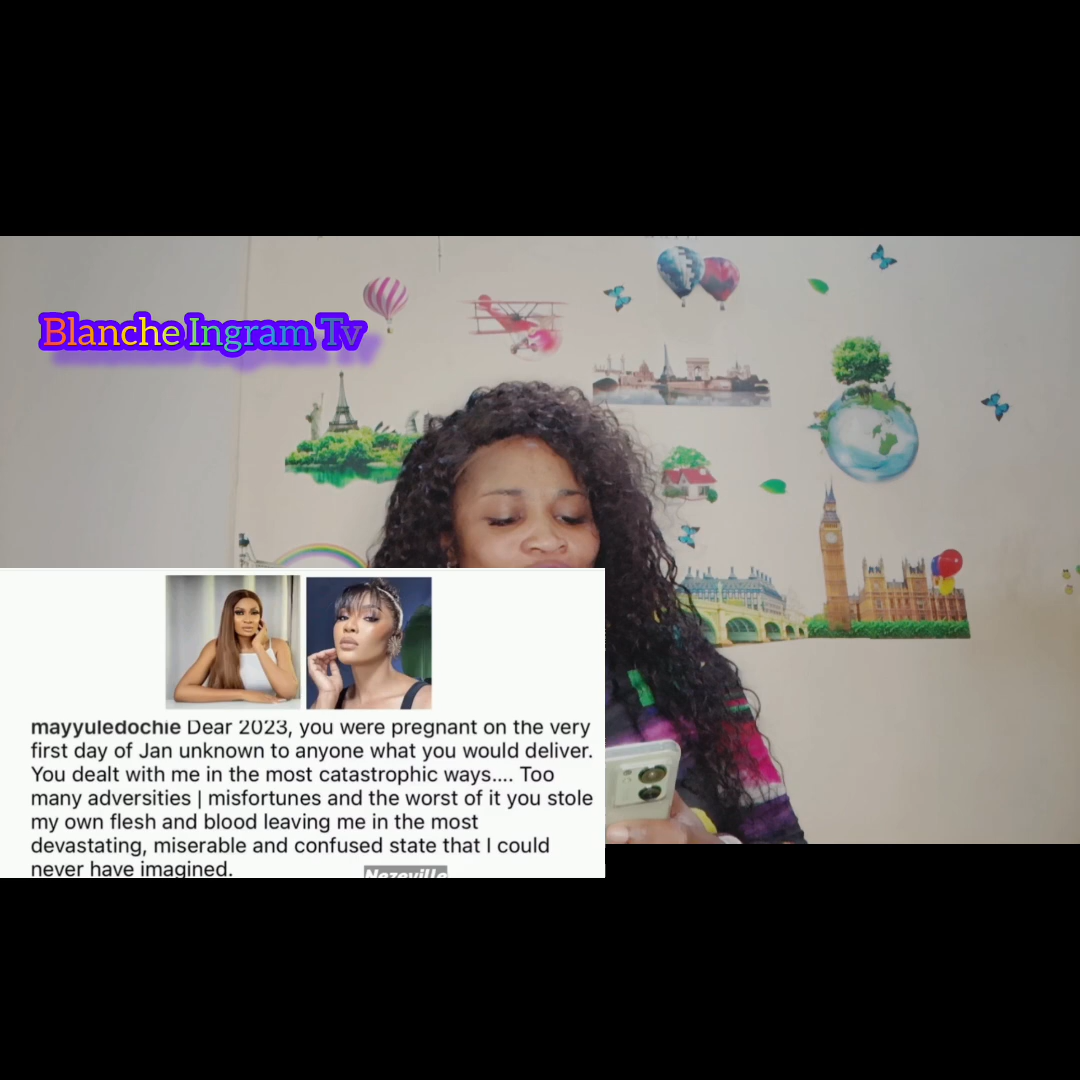 Blanche Ingram Tv
mayyuledochie Dear 2023, you were pregnant on the very
first day of Jan unknown to anyone what you would deliver.
You dealt with me in the most catastrophic ways.... Too
many adversities | misfortunes and the worst of it you stole
my own flesh and blood leaving me in the most
devastating, miserable and confused state that I could
never have imagined.
Nezeville